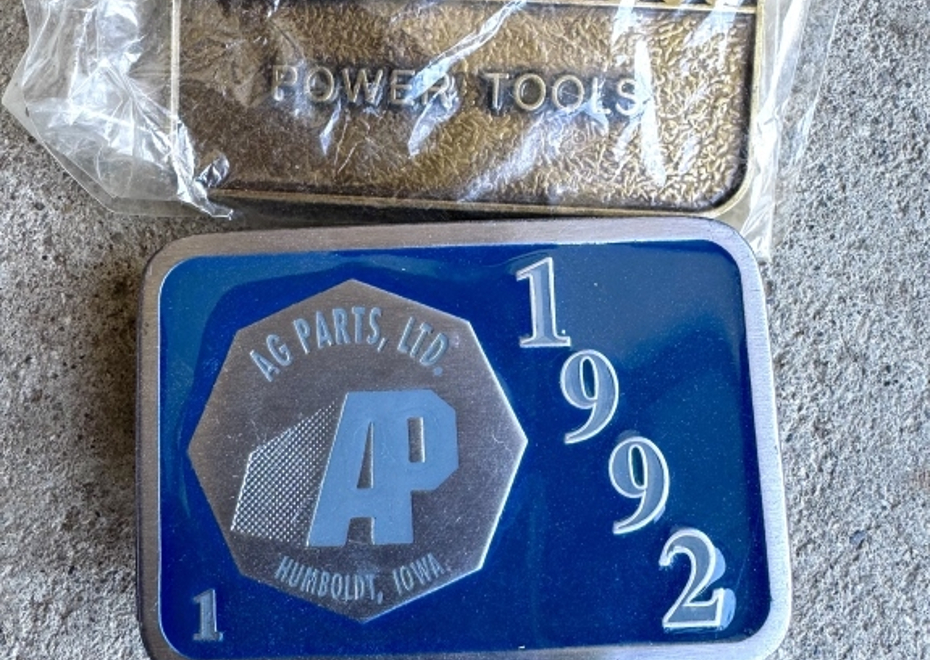 POWER TOOLS
AG PARTS, LTD.
AP
HUMBOLDT, IOWA
1992
1